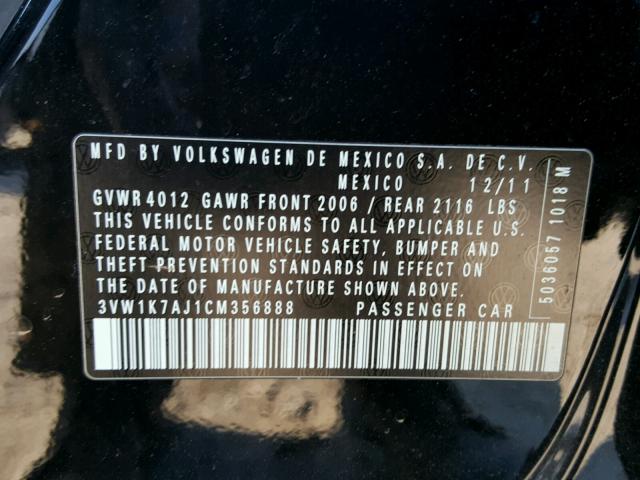 MFD BY VOLKSWAGEN DE MEXICO S.A. DE C.V.
MEXICO 12/11
GVWR 4012 GAWR FRONT 2006 / REAR 2116 LBS
THIS VEHICLE CONFORMS TO ALL APPLICABLE U.S.
FEDERAL MOTOR VEHICLE SAFETY, BUMPER AND
THEFT PREVENTION STANDARDS IN EFFECT ON
THE DATE OF MANUFACTURE SHOWN ABOVE.
3VW1K7AJ1CM356888 PASSENGER CAR
5036057 1018 M